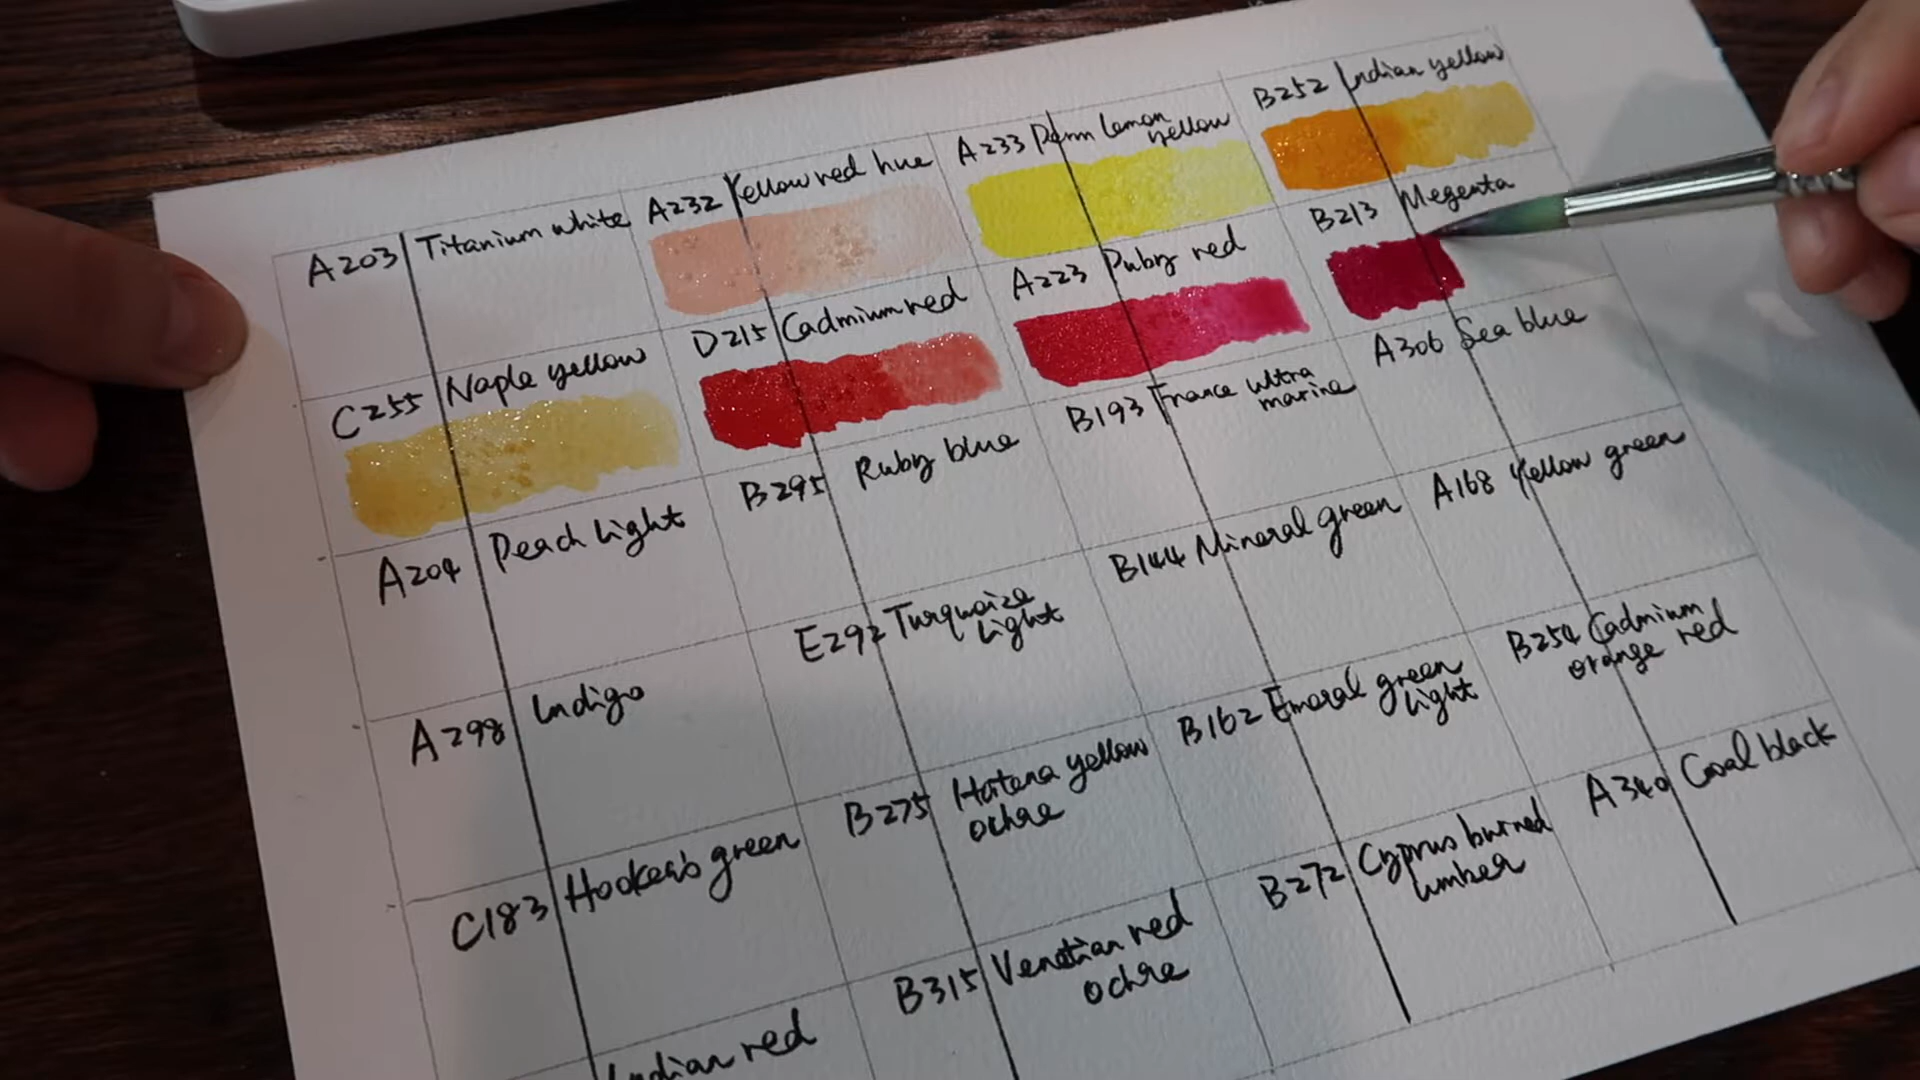 A203 Titanium white
A232 Yellow red hue
A233 Perm lemon
yellow
B252 Indian yellow
C255 Naple yellow
D215 Cadmium red
A223 Ruby red
B213 Megenta
A204 Peach light
B295 Ruby blue
B193 France ultra
marine
A306 Sea blue
A298 Indigo
E292 Turquoize
light
B144 Mineral green
A168 Yellow green
C183 Hooker's green
B275 Hatena yellow
ochre
B162 Emeral green
light
B254 Cadmium
orange red
Indian red
B315 Venetian red
ochre
B272 Cyprus burned
umber
A340 Coal black